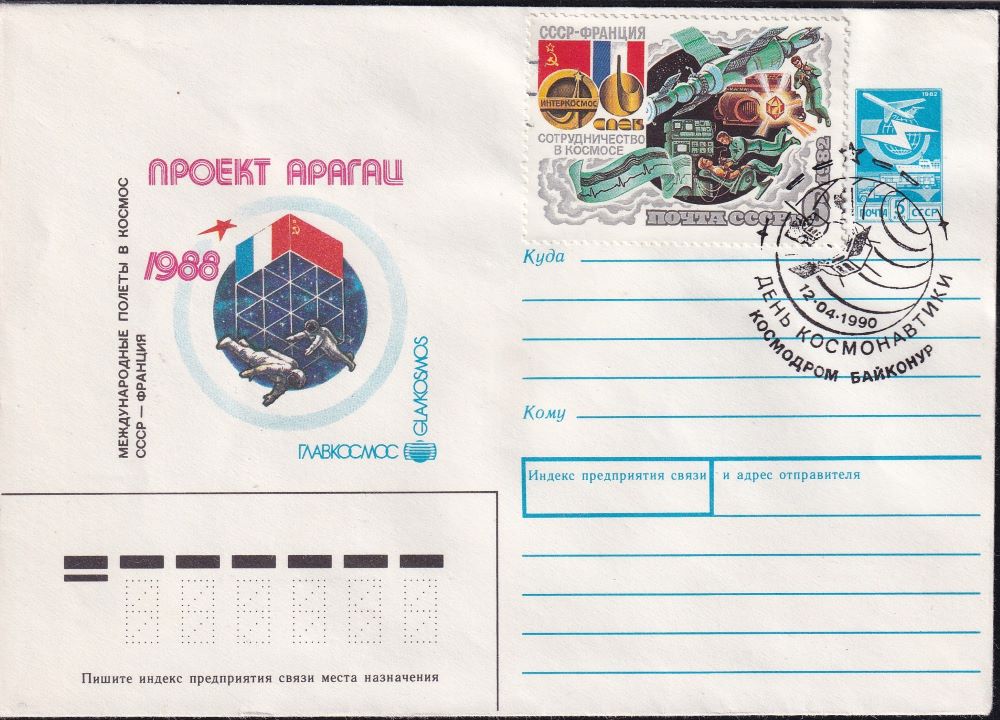 СССР-ФРАНЦИЯ
ИНТЕРКОСМОС
СОТРУДНИЧЕСТВО
В КОСМОСЕ
1982
ПОЧТА СССР
1982
ПОЧТА 5 СССР
12·04·1990
ДЕНЬ КОСМОНАВТИКИ
КОСМОДРОМ БАЙКОНУР
ПРОЕКТ АРАГАЦ
1988
МЕЖДУНАРОДНЫЕ ПОЛЕТЫ В КОСМОС
СССР — ФРАНЦИЯ
ГЛАВКОСМОС
GLAVKOSMOS
Куда
Кому
Индекс предприятия связи и адрес отправителя
Пишите индекс предприятия связи места назначения